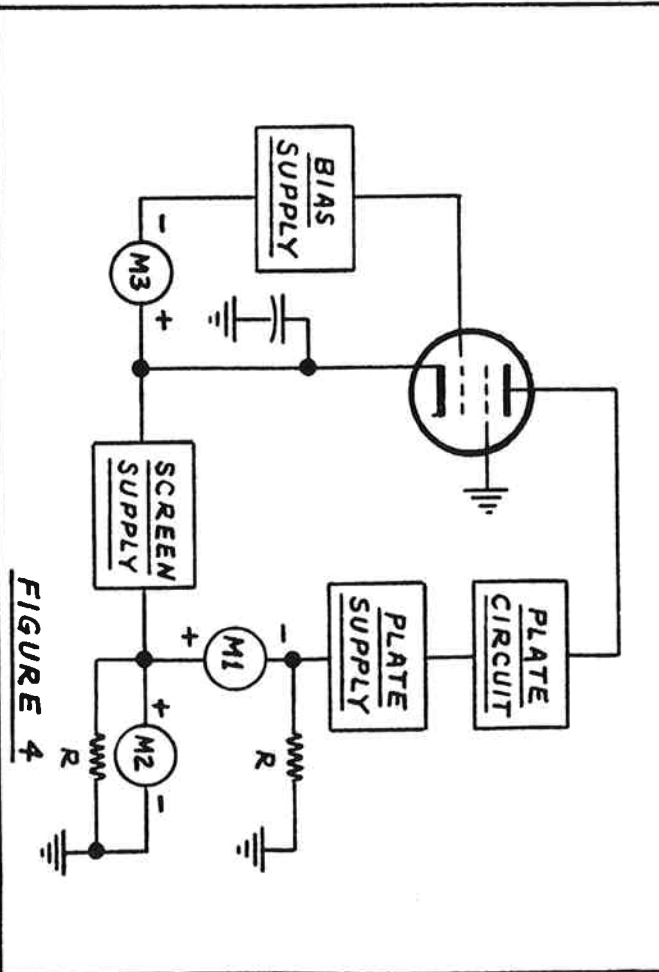 PLATE
CIRCUIT
PLATE
SUPPLY
BIAS
SUPPLY
-
M1
+
R
- M3 +
SCREEN
SUPPLY
+ M2 -
R
FIGURE 4